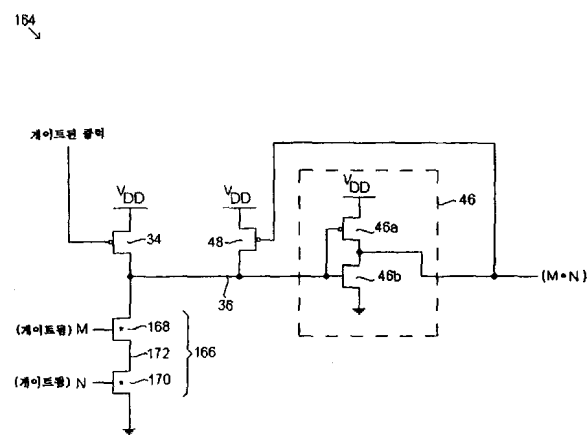 164
게이트된 클럭
VDD
34
VDD
48
VDD
46a
46b
46
36
(M•N)
(게이트됨) M
* 168
172
166
(게이트됨) N
* 170